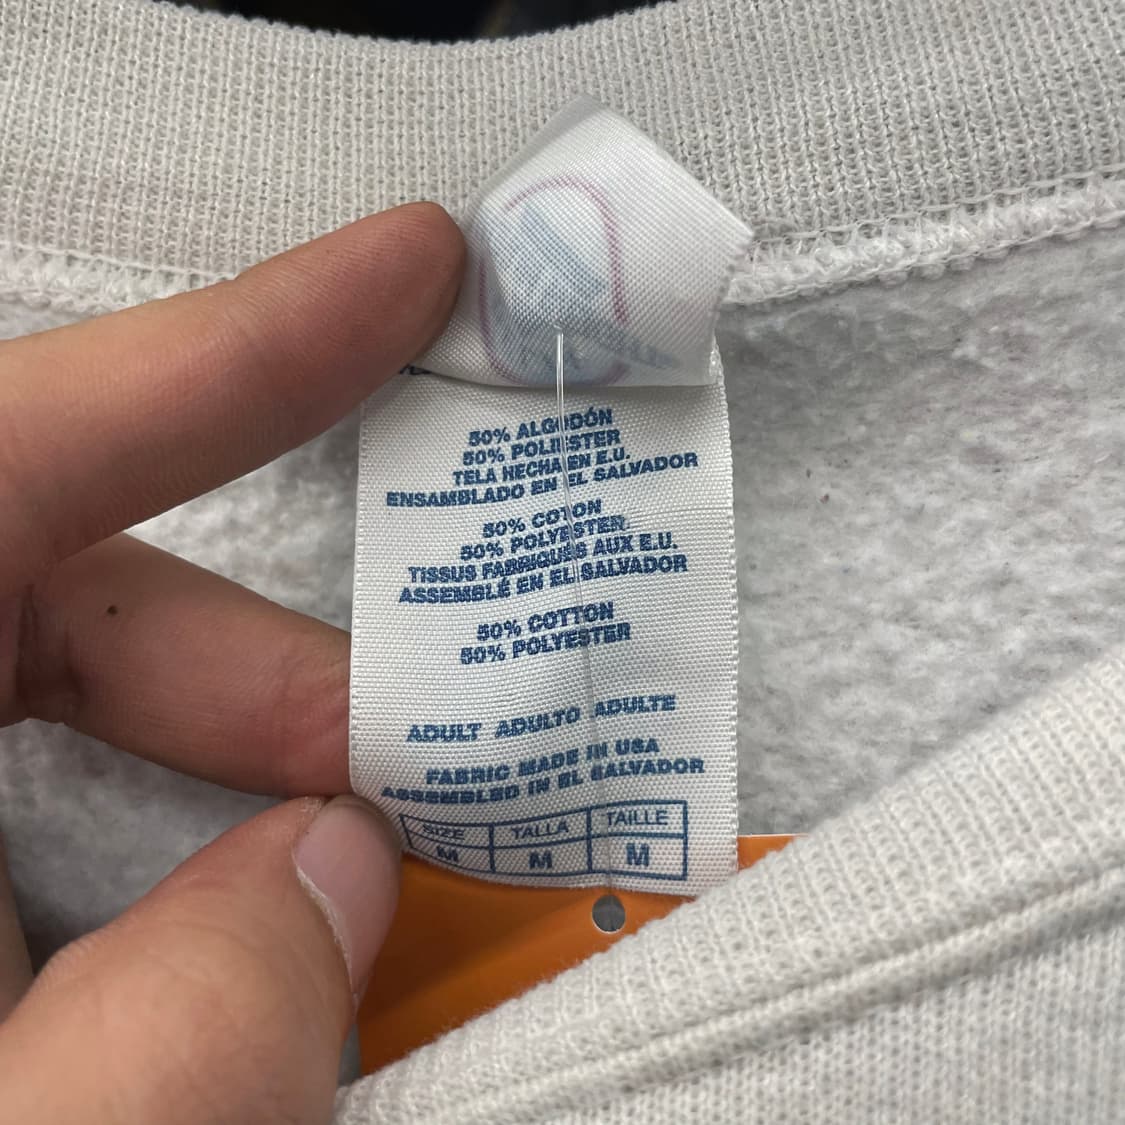 50% ALGODÓN
50% POLIESTER
TELA HECHA EN E.U.
ENSAMBLADO EN EL SALVADOR
50% COTON
50% POLYESTER
TISSUS FABRIQUÉS AUX E.U.
ASSEMBLÉ EN EL SALVADOR
50% COTTON
50% POLYESTER
ADULT ADULTO ADULTE
FABRIC MADE IN USA
ASSEMBLED IN EL SALVADOR
SIZE TALLA TAILLE
M M M